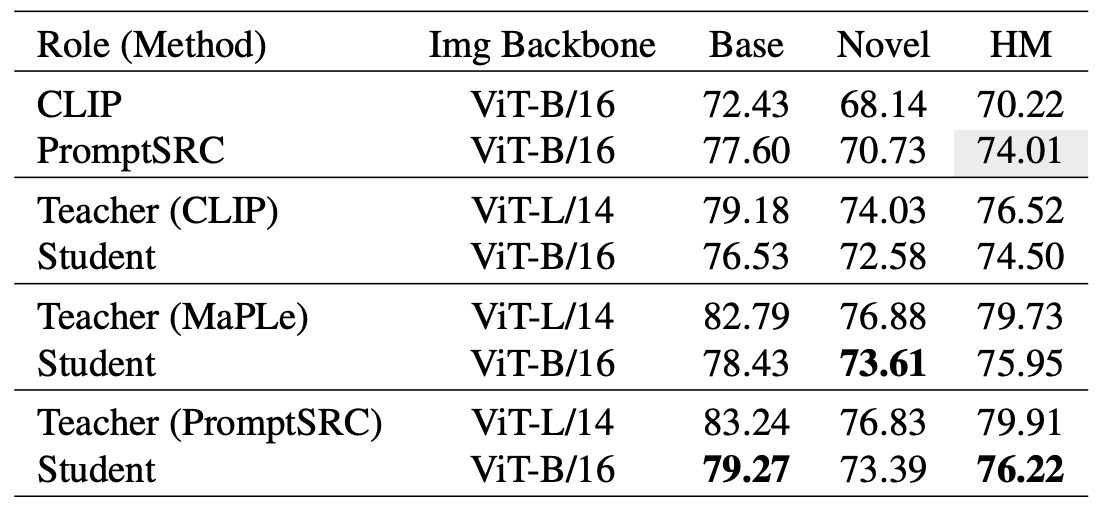 Role (Method) Img Backbone Base Novel HM
CLIP ViT-B/16 72.43 68.14 70.22
PromptSRC ViT-B/16 77.60 70.73 74.01
Teacher (CLIP) ViT-L/14 79.18 74.03 76.52
Student ViT-B/16 76.53 72.58 74.50
Teacher (MaPLe) ViT-L/14 82.79 76.88 79.73
Student ViT-B/16 78.43 73.61 75.95
Teacher (PromptSRC) ViT-L/14 83.24 76.83 79.91
Student ViT-B/16 79.27 73.39 76.22